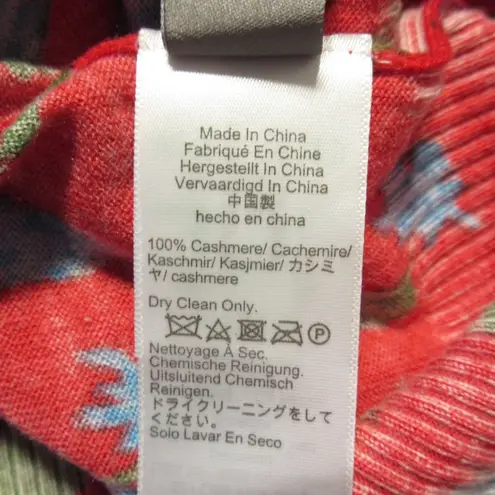 Made In China
Fabriqué En Chine
Hergestellt In China
Vervaardigd In China
中国製
hecho en china
100% Cashmere/ Cachemire/
Kaschmir/ Kasjmier/ カシミ
ヤ/ cashmere
Dry Clean Only.
P
Nettoyage À Sec.
Chemische Reinigung.
Uitsluitend Chemisch
Reinigen.
ドライクリーニングをして
ください。
Solo Lavar En Seco